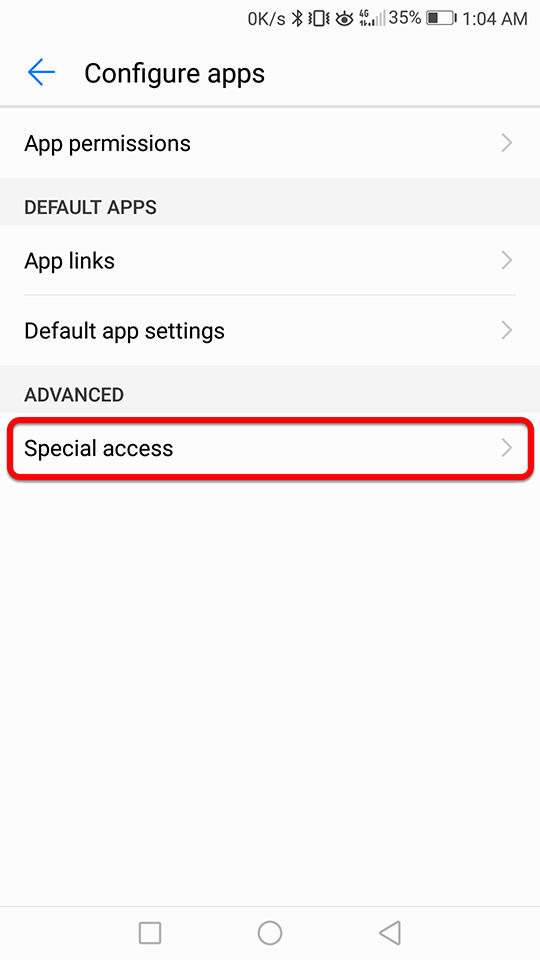 0K/s 4G 35% 1:04 AM
Configure apps
App permissions
DEFAULT APPS
App links
Default app settings
ADVANCED
Special access